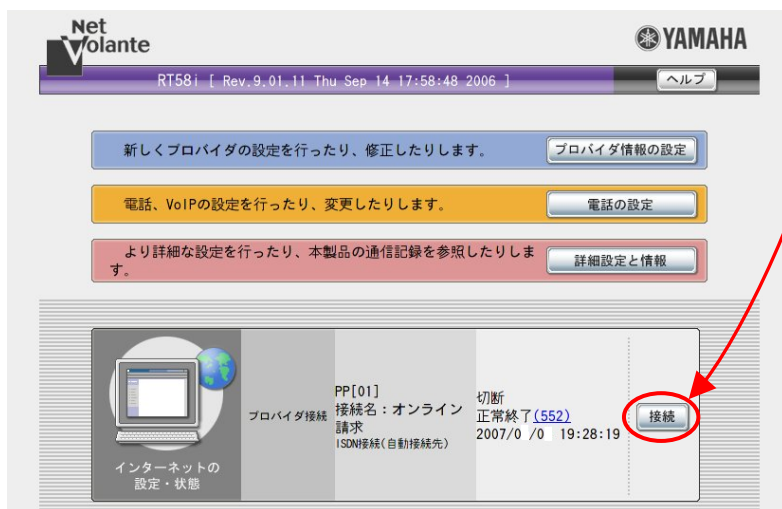 Net
Volante
YAMAHA
RT58i [ Rev.9.01.11 Thu Sep 14 17:58:48 2006 ]
ヘルプ
新しくプロバイダの設定を行ったり、修正したりします。
プロバイダ情報の設定
電話、VoIPの設定を行ったり、変更したりします。
電話の設定
より詳細な設定を行ったり、本製品の通信記録を参照したりしま
す。
詳細設定と情報
インターネットの
設定・状態
プロバイダ接続
PP[01]
接続名：オンライン
請求
ISDN接続(自動接続先)
切断
正常終了(552)
2007/0 /0 19:28:19
接続